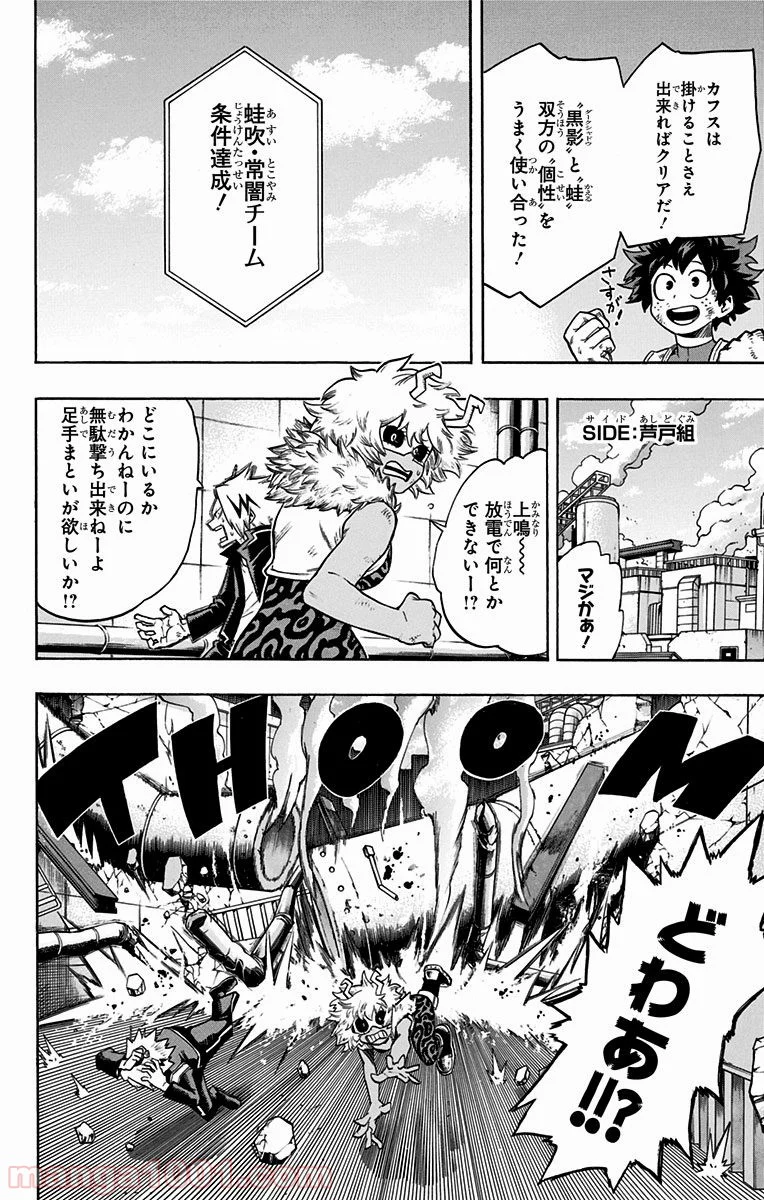 カフスは
掛けることさえ
出来ればクリアだ！
〝黒影〟と〝蛙〟
双方の〝個性〟を
うまく使い合った！
さすが！
蛙吹・常闇チーム
条件達成！
SIDE:芦戸組
マジかぁ！
上鳴〜〜
放電で何とか
できないー！？
どこにいるか
わかんねーのに
無駄撃ち出来ねーよ
足手まといが欲しいか！？
THOOM
どわあ！！！？